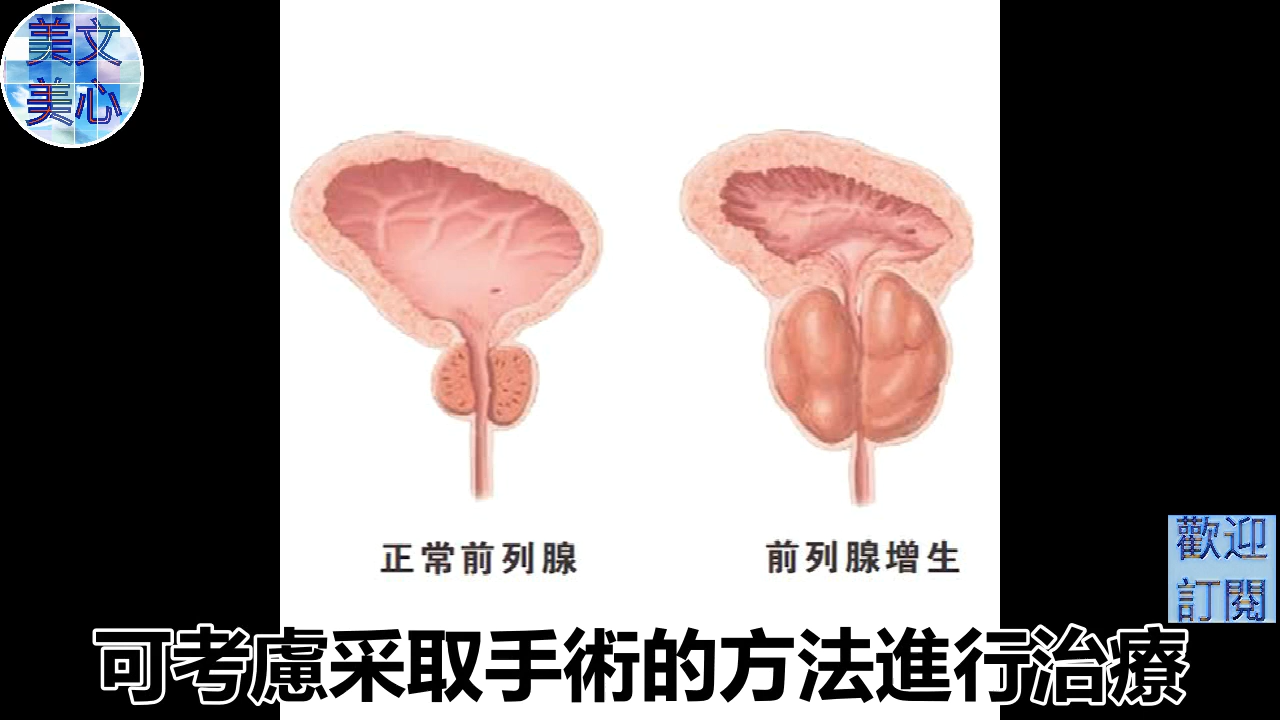 美文
美心
正常前列腺
前列腺增生
歡迎
訂閱
可考慮采取手術的方法進行治療